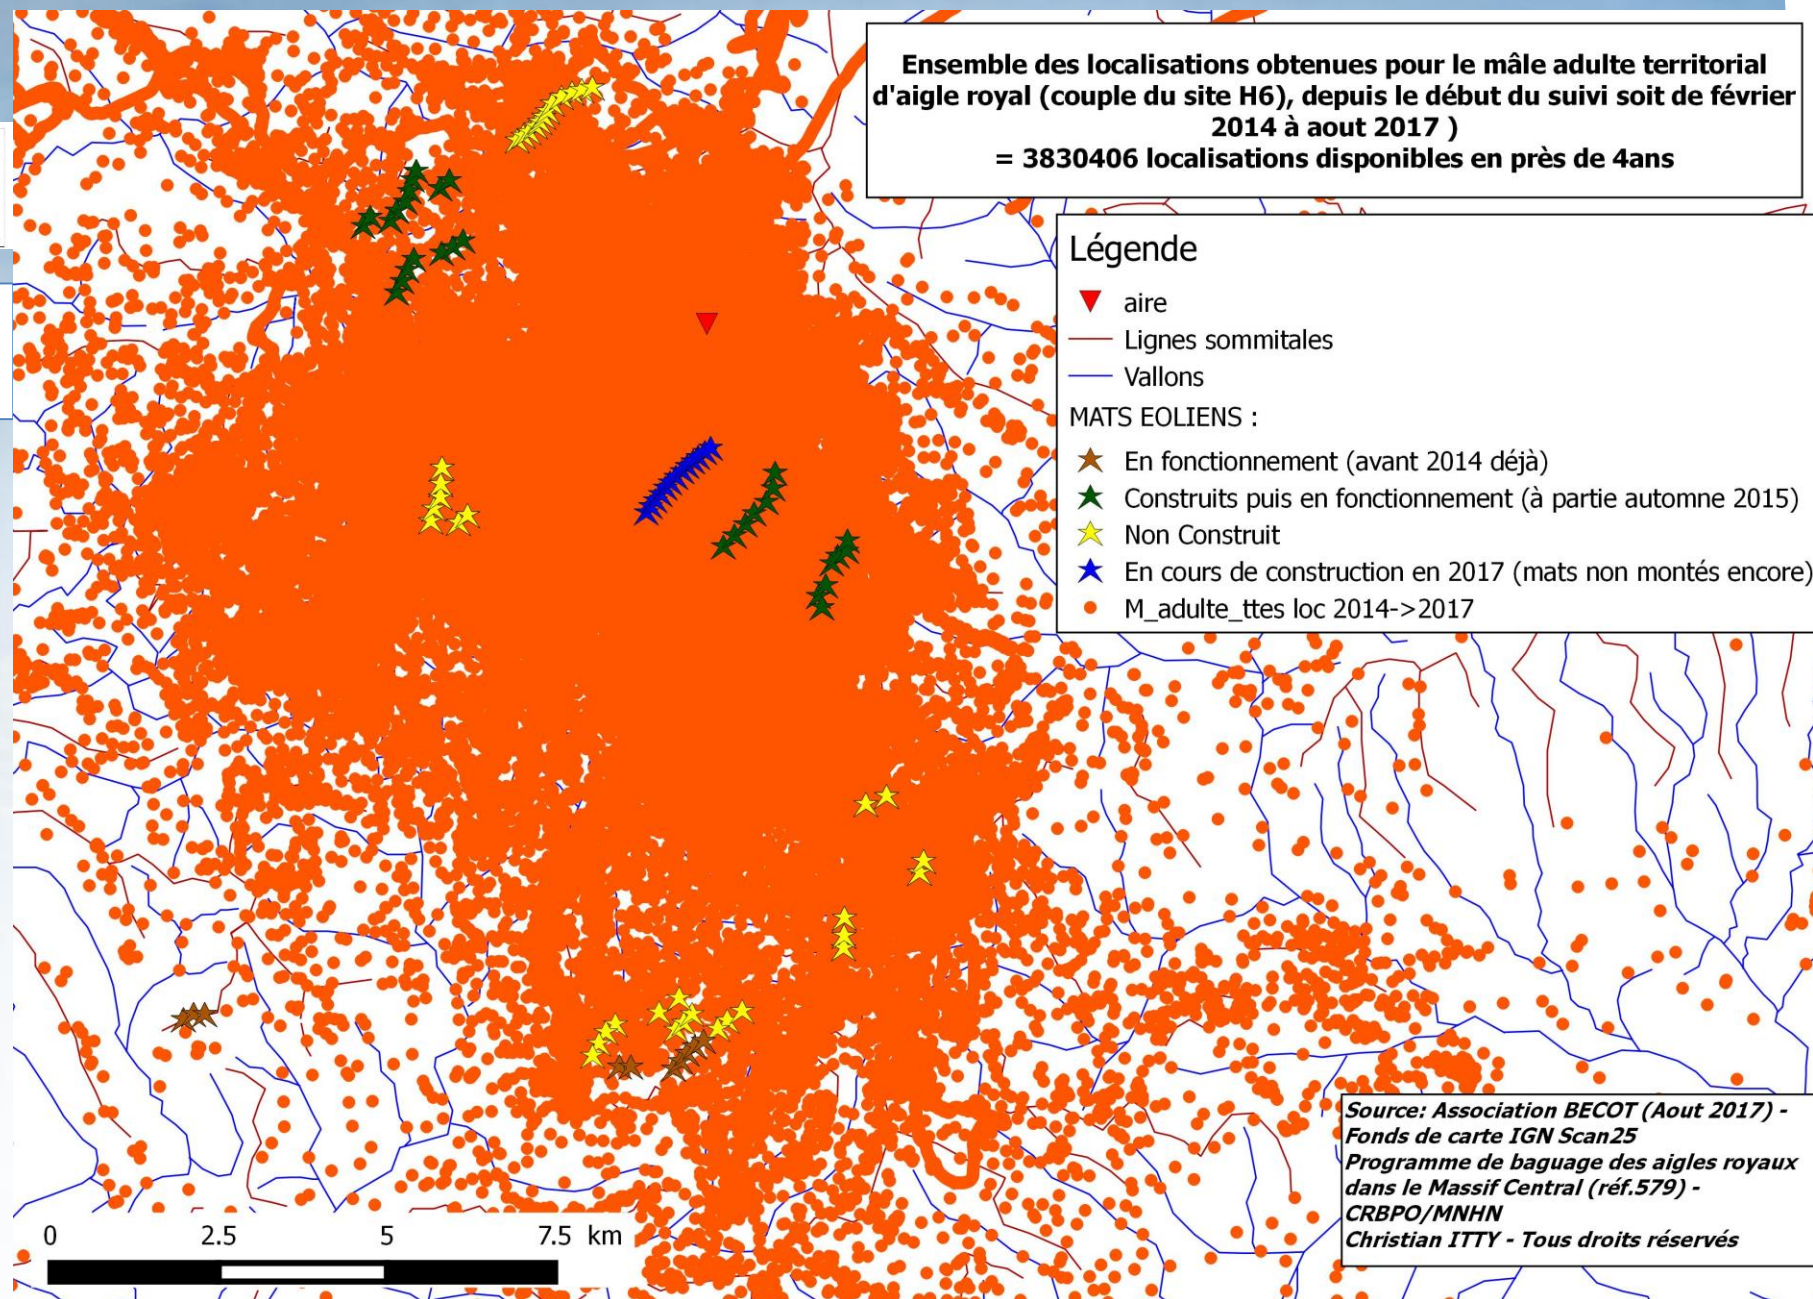 Ensemble des localisations obtenues pour le mâle adulte territorial
d'aigle royal (couple du site H6), depuis le début du suivi soit de février
2014 à aout 2017 )
= 3830406 localisations disponibles en près de 4ans
Légende
aire
Lignes sommitales
Vallons
MATS EOLIENS :
En fonctionnement (avant 2014 déjà)
Construits puis en fonctionnement (à partie automne 2015)
Non Construit
En cours de construction en 2017 (mats non montés encore)
M_adulte_ttes loc 2014->2017
Source: Association BECOT (Aout 2017) -
Fonds de carte IGN Scan25
Programme de baguage des aigles royaux
dans le Massif Central (réf.579) -
CRBPO/MNHN
Christian ITTY - Tous droits réservés
0 2.5 5 7.5 km